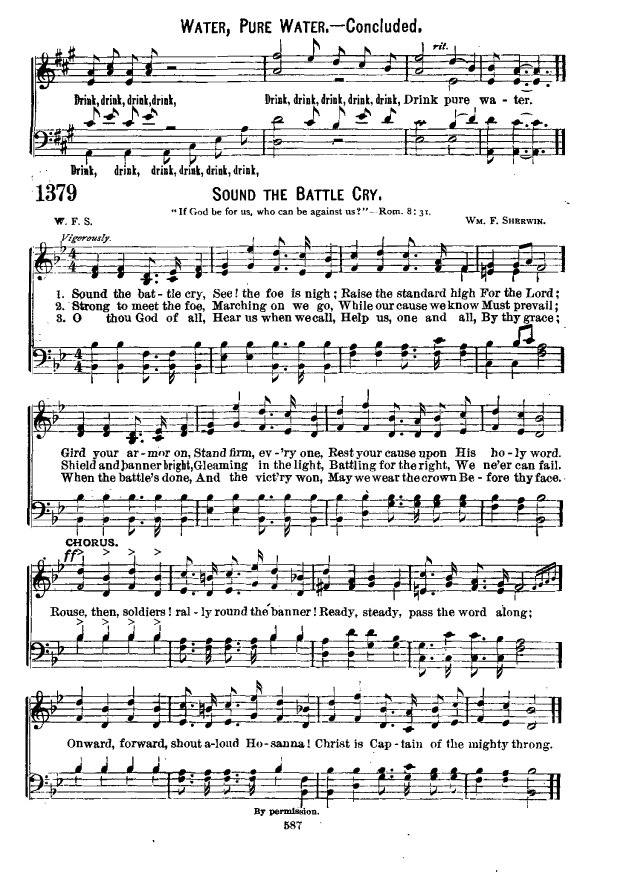 WATER, PURE WATER.—Concluded.
rit.
Drink, drink, drink, drink, Drink, drink, drink, drink, drink, Drink pure wa - ter.
Drink, drink, drink, drink, drink, drink,
1379 SOUND THE BATTLE CRY.
"If God be for us, who can be against us?"—Rom. 8: 31.
W. F. S. WM. F. SHERWIN.
Vigorously.
1. Sound the bat - tle cry, See! the foe is nigh; Raise the standard high For the Lord;
2. Strong to meet the foe, Marching on we go, While our cause we know Must prevail;
3. O thou God of all, Hear us when we call, Help us, one and all, By thy grace;
Gird your ar - mor on, Stand firm, ev - 'ry one, Rest your cause upon His ho - ly word.
Shield and banner bright, Gleaming in the light, Battling for the right, We ne'er can fail.
When the battle's done, And the vict'ry won, May we wear the crown Be - fore thy face.
CHORUS.
ff
Rouse, then, soldiers! ral - ly round the banner! Ready, steady, pass the word along;
Onward, forward, shout a-loud Ho- sanna! Christ is Cap - tain of the mighty throng.
By permission.
587